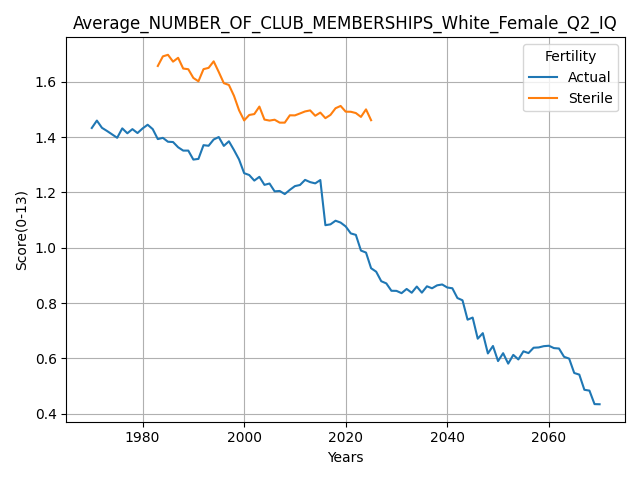 Average_NUMBER_OF_CLUB_MEMBERSHIPS_White_Female_Q2_IQ
Fertility
Actual
Sterile
Score(0-13)
1.6
1.4
1.2
1.0
0.8
0.6
0.4
1980
2000
2020
2040
2060
Years